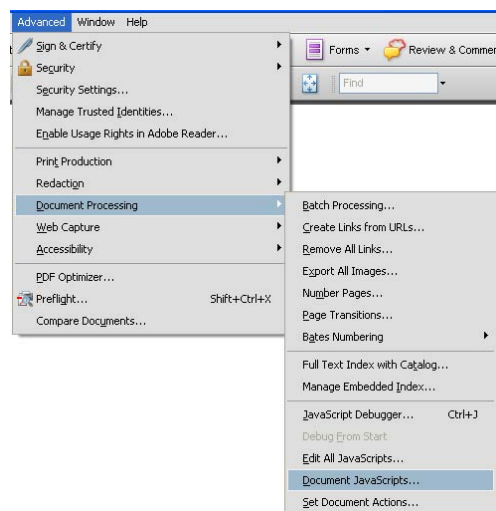 Advanced Window Help
Sign & Certify
Security
Security Settings...
Manage Trusted Identities...
Enable Usage Rights in Adobe Reader...
Print Production
Redaction
Document Processing
Web Capture
Accessibility
PDF Optimizer...
Preflight... Shift+Ctrl+X
Compare Documents...
Forms Review & Commen
Find
Batch Processing...
Create Links from URLs...
Remove All Links...
Export All Images...
Number Pages...
Page Transitions...
Bates Numbering
Full Text Index with Catalog...
Manage Embedded Index...
JavaScript Debugger... Ctrl+J
Debug From Start
Edit All JavaScripts...
Document JavaScripts...
Set Document Actions...